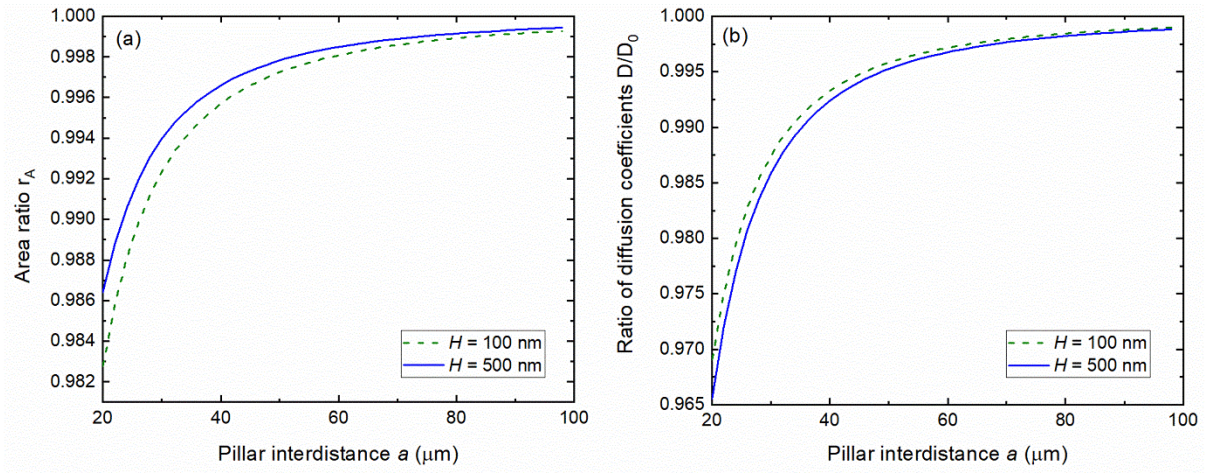 (a)
1.000
0.998
0.996
0.994
0.992
0.990
0.988
0.986
0.984
0.982
Area ratio r_A
20 40 60 80 100
Pillar interdistance a (μm)
H = 100 nm
H = 500 nm
(b)
1.000
0.995
0.990
0.985
0.980
0.975
0.970
0.965
Ratio of diffusion coefficients D/D₀
20 40 60 80 100
Pillar interdistance a (μm)
H = 100 nm
H = 500 nm